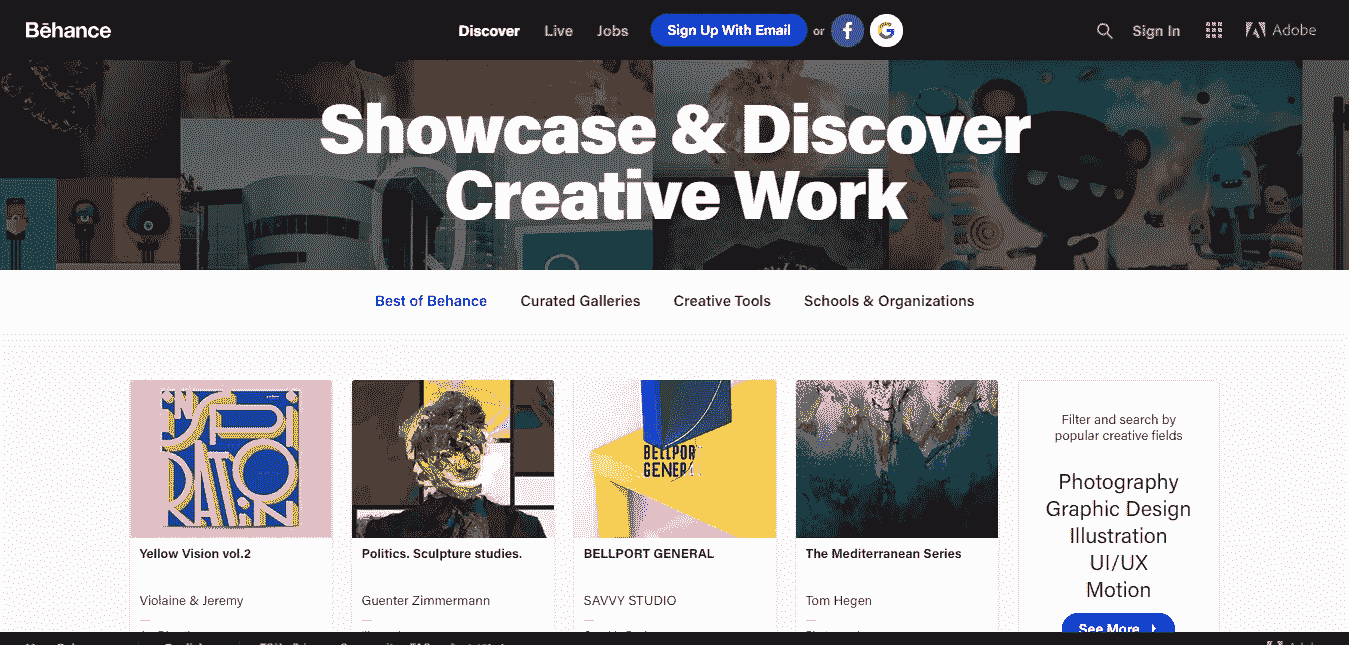 Bēhance
Discover Live Jobs Sign Up With Email or f G
Sign In Adobe
Showcase & Discover
Creative Work
Best of Behance Curated Galleries Creative Tools Schools & Organizations
INSPI
RATION
BELLPOR
GENERAL
Yellow Vision vol.2
Violaine & Jeremy
Politics. Sculpture studies.
Guenter Zimmermann
BELLPORT GENERAL
SAVVY STUDIO
The Mediterranean Series
Tom Hegen
Filter and search by
popular creative fields
Photography
Graphic Design
Illustration
UI/UX
Motion
See More